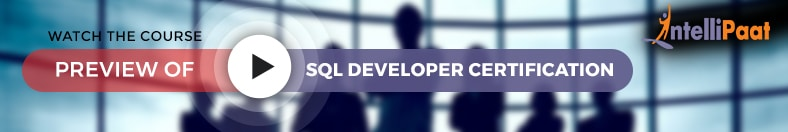 WATCH THE COURSE
PREVIEW OF SQL DEVELOPER CERTIFICATION
IntelliPaat